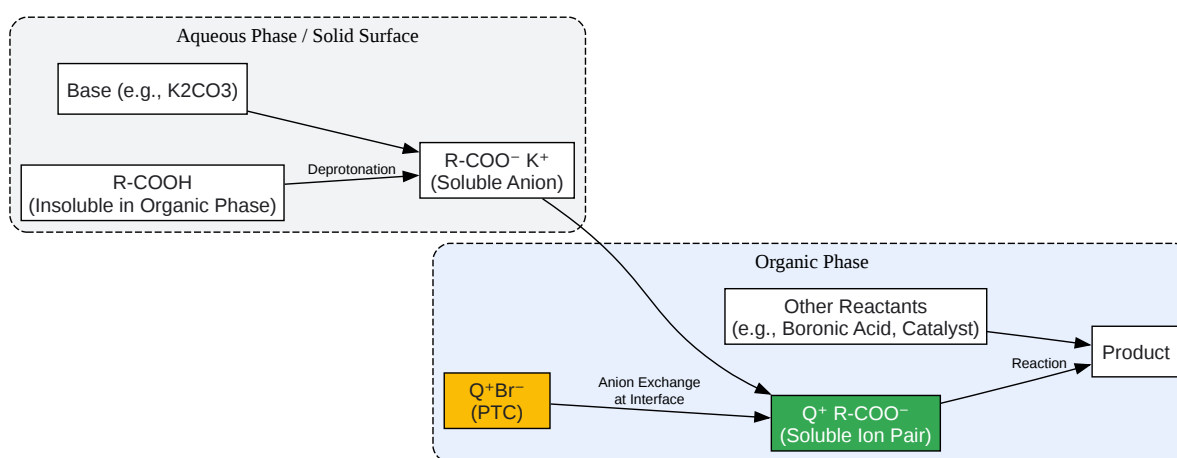 Aqueous Phase / Solid Surface
Base (e.g., K2CO3)
R-COOH
(Insoluble in Organic Phase)
Deprotonation
R-COO⁻ K⁺
(Soluble Anion)
Organic Phase
Other Reactants
(e.g., Boronic Acid, Catalyst)
Product
Reaction
Q⁺Br⁻
(PTC)
Anion Exchange
at Interface
Q⁺ R-COO⁻
(Soluble Ion Pair)